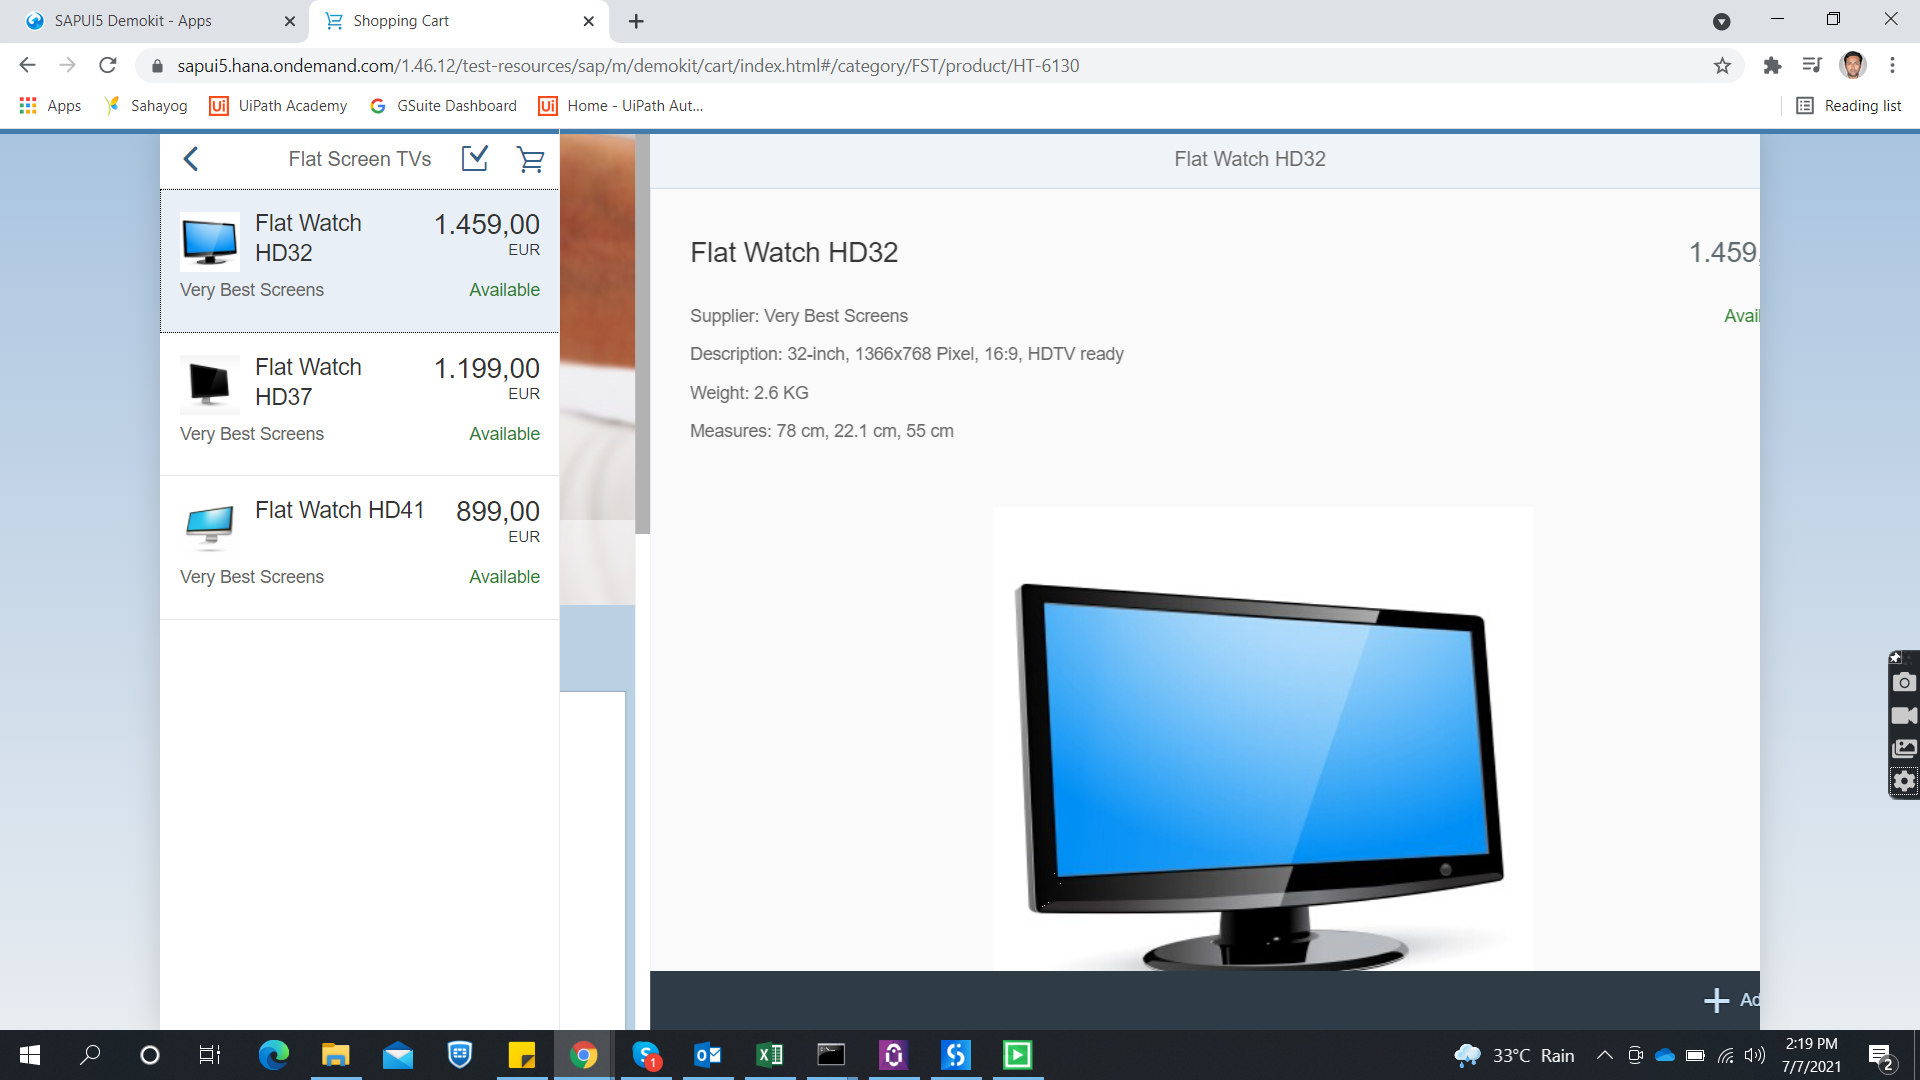 SAPUI5 Demokit - Apps
Shopping Cart
sapui5.hana.ondemand.com/1.46.12/test-resources/sap/m/demokit/cart/index.html#/category/FST/product/HT-6130
Apps
Sahayog
Ui UiPath Academy
GSuite Dashboard
Ui Home - UiPath Aut...
Reading list
Flat Screen TVs
Flat Watch HD32
Flat Watch
HD32
1.459,00
EUR
Very Best Screens
Available
Flat Watch
HD37
1.199,00
EUR
Very Best Screens
Available
Flat Watch HD41
899,00
EUR
Very Best Screens
Available
Flat Watch HD32
1.459,
Supplier: Very Best Screens
Avail
Description: 32-inch, 1366x768 Pixel, 16:9, HDTV ready
Weight: 2.6 KG
Measures: 78 cm, 22.1 cm, 55 cm
+ Ad
1
33°C Rain
2:19 PM
7/7/2021
2